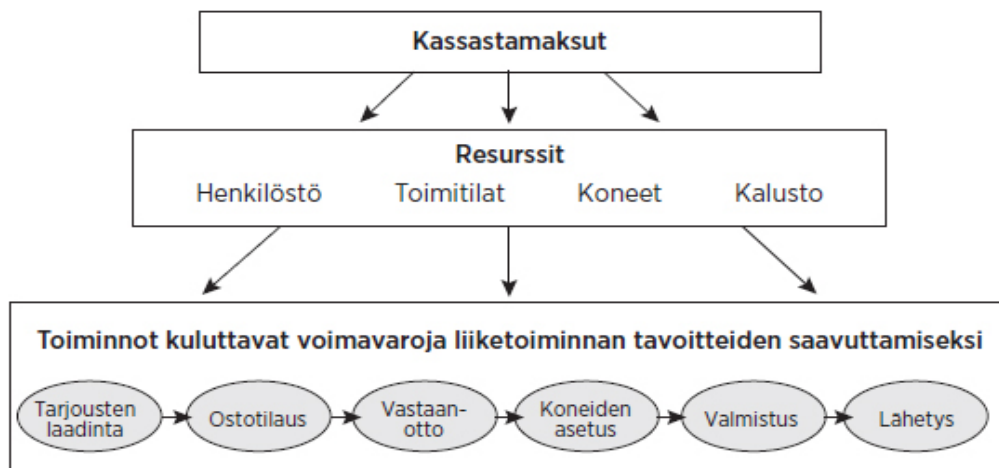 Kassastamaksut
Resurssit
Henkilöstö Toimitilat Koneet Kalusto
Toiminnot kuluttavat voimavaroja liiketoiminnan tavoitteiden saavuttamiseksi
Tarjousten
laadinta
Ostotilaus
Vastaan-
otto
Koneiden
asetus
Valmistus
Lähetys